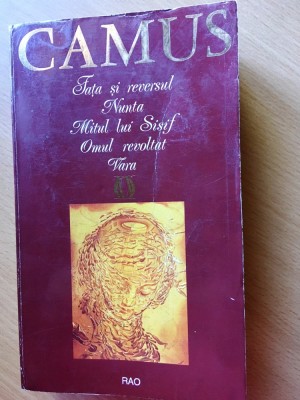 CAMUS
Fața și reversul
Nunta
Mitul lui Sisif
Omul revoltat
Vara
RAO